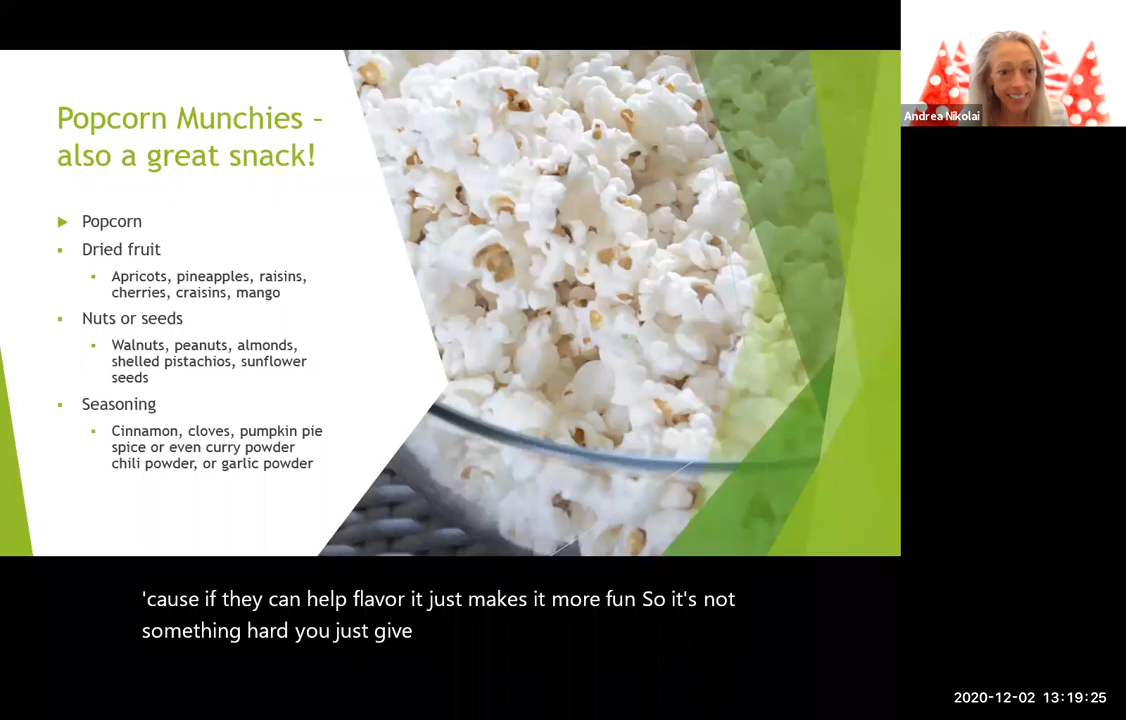 Popcorn Munchies -
also a great snack!
Popcorn
Dried fruit
Apricots, pineapples, raisins,
cherries, craisins, mango
Nuts or seeds
Walnuts, peanuts, almonds,
shelled pistachios, sunflower
seeds
Seasoning
Cinnamon, cloves, pumpkin pie
spice or even curry powder
chili powder, or garlic powder
Andrea Nikolai
'cause if they can help flavor it just makes it more fun So it's not
something hard you just give
2020-12-02 13:19:25